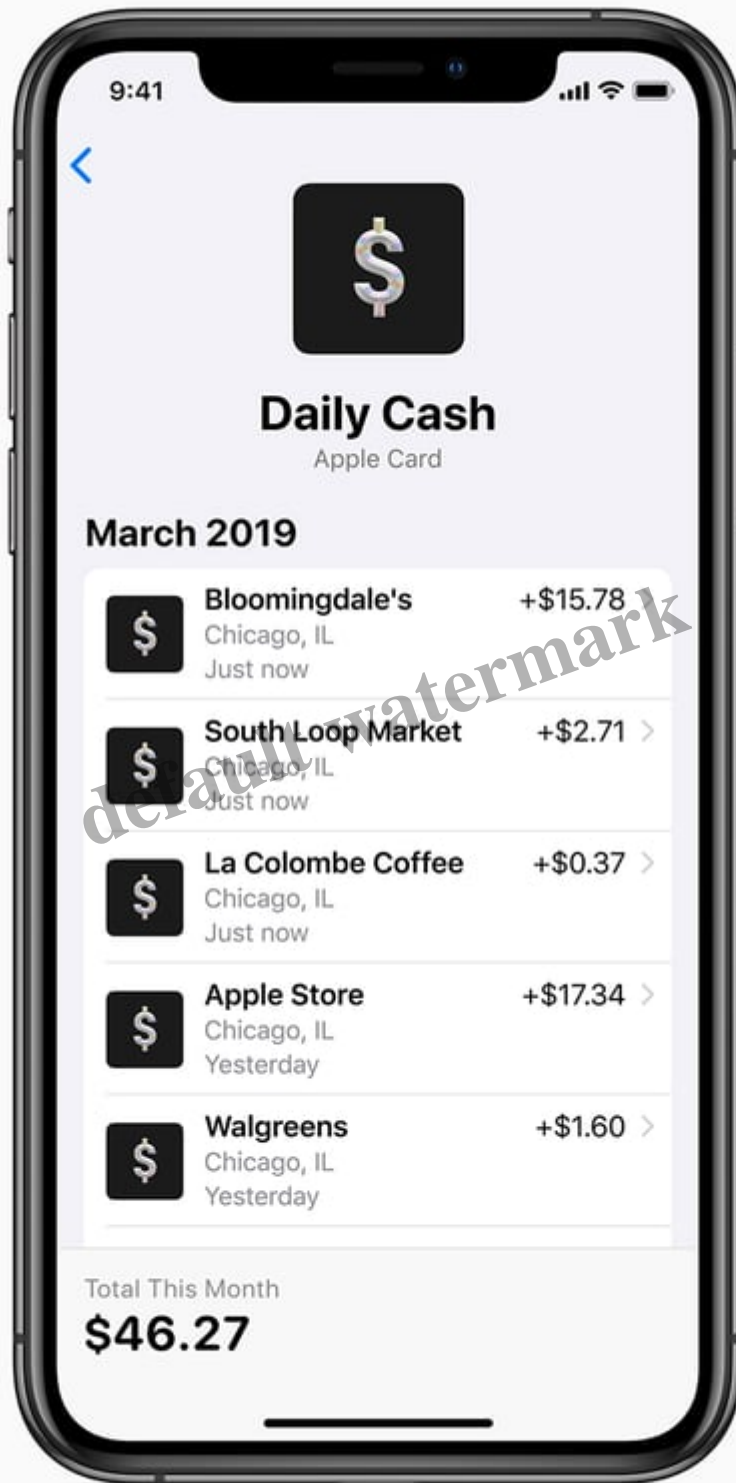 9:41
$
Daily Cash
Apple Card
March 2019
$
Bloomingdale's +$15.78
Chicago, IL
Just now
$
South Loop Market +$2.71
Chicago, IL
Just now
$
La Colombe Coffee +$0.37
Chicago, IL
Just now
$
Apple Store +$17.34
Chicago, IL
Yesterday
$
Walgreens +$1.60
Chicago, IL
Yesterday
default watermark
Total This Month
$46.27